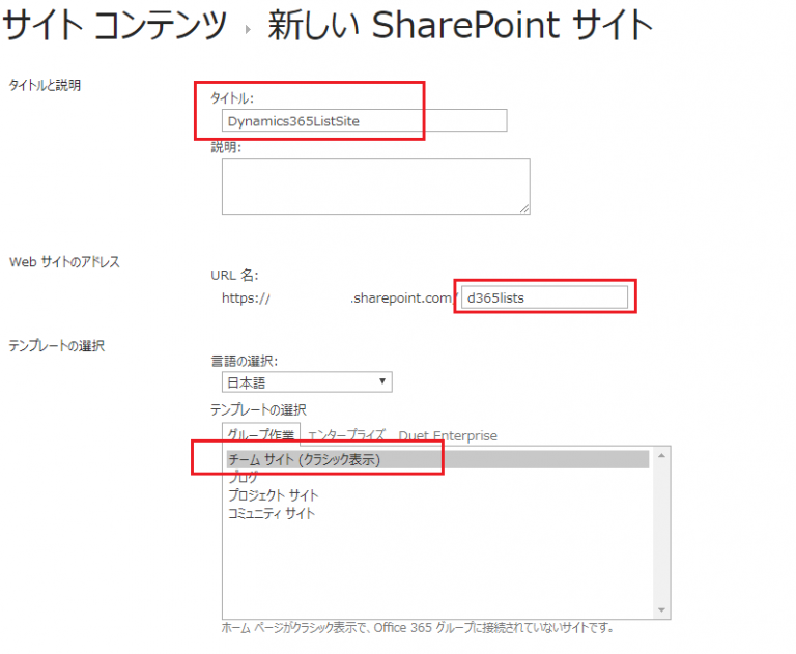 サイト コンテンツ › 新しい SharePoint サイト
タイトルと説明
タイトル:
Dynamics365ListSite
説明:
Web サイトのアドレス
URL 名:
https:// .sharepoint.com/ d365lists
テンプレートの選択
言語の選択:
日本語
テンプレートの選択
グループ作業 エンタープライズ Duet Enterprise
チーム サイト (クラシック表示)
ブログ
プロジェクト サイト
コミュニティ サイト
ホーム ページがクラシック表示で、Office 365 グループに接続されていないサイトです。